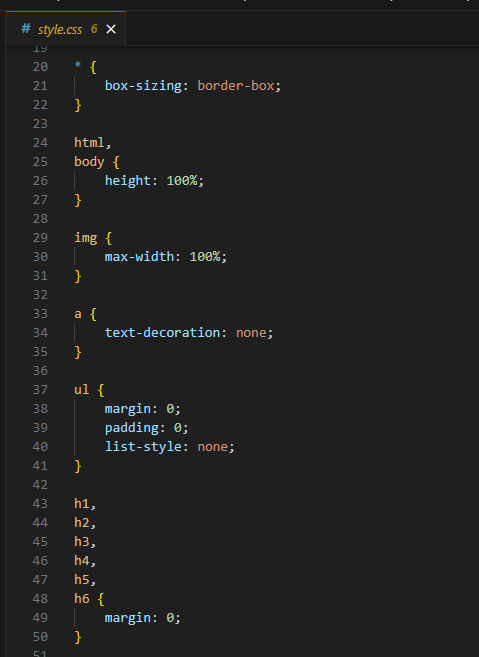 # style.css 6 ×
19
20 * {
21 box-sizing: border-box;
22 }
23
24 html,
25 body {
26 height: 100%;
27 }
28
29 img {
30 max-width: 100%;
31 }
32
33 a {
34 text-decoration: none;
35 }
36
37 ul {
38 margin: 0;
39 padding: 0;
40 list-style: none;
41 }
42
43 h1,
44 h2,
45 h3,
46 h4,
47 h5,
48 h6 {
49 margin: 0;
50 }
51